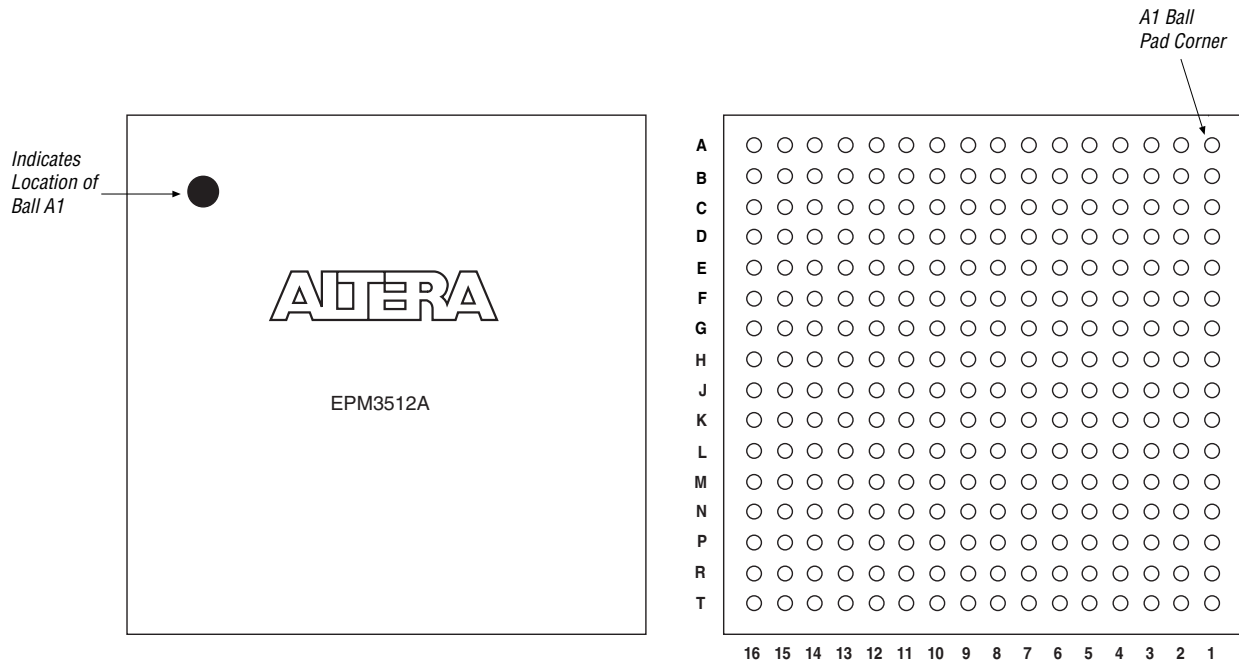 A1 Ball
Pad Corner
Indicates
Location of
Ball A1
ALTERA
EPM3512A
A
B
C
D
E
F
G
H
J
K
L
M
N
P
R
T
16 15 14 13 12 11 10 9 8 7 6 5 4 3 2 1